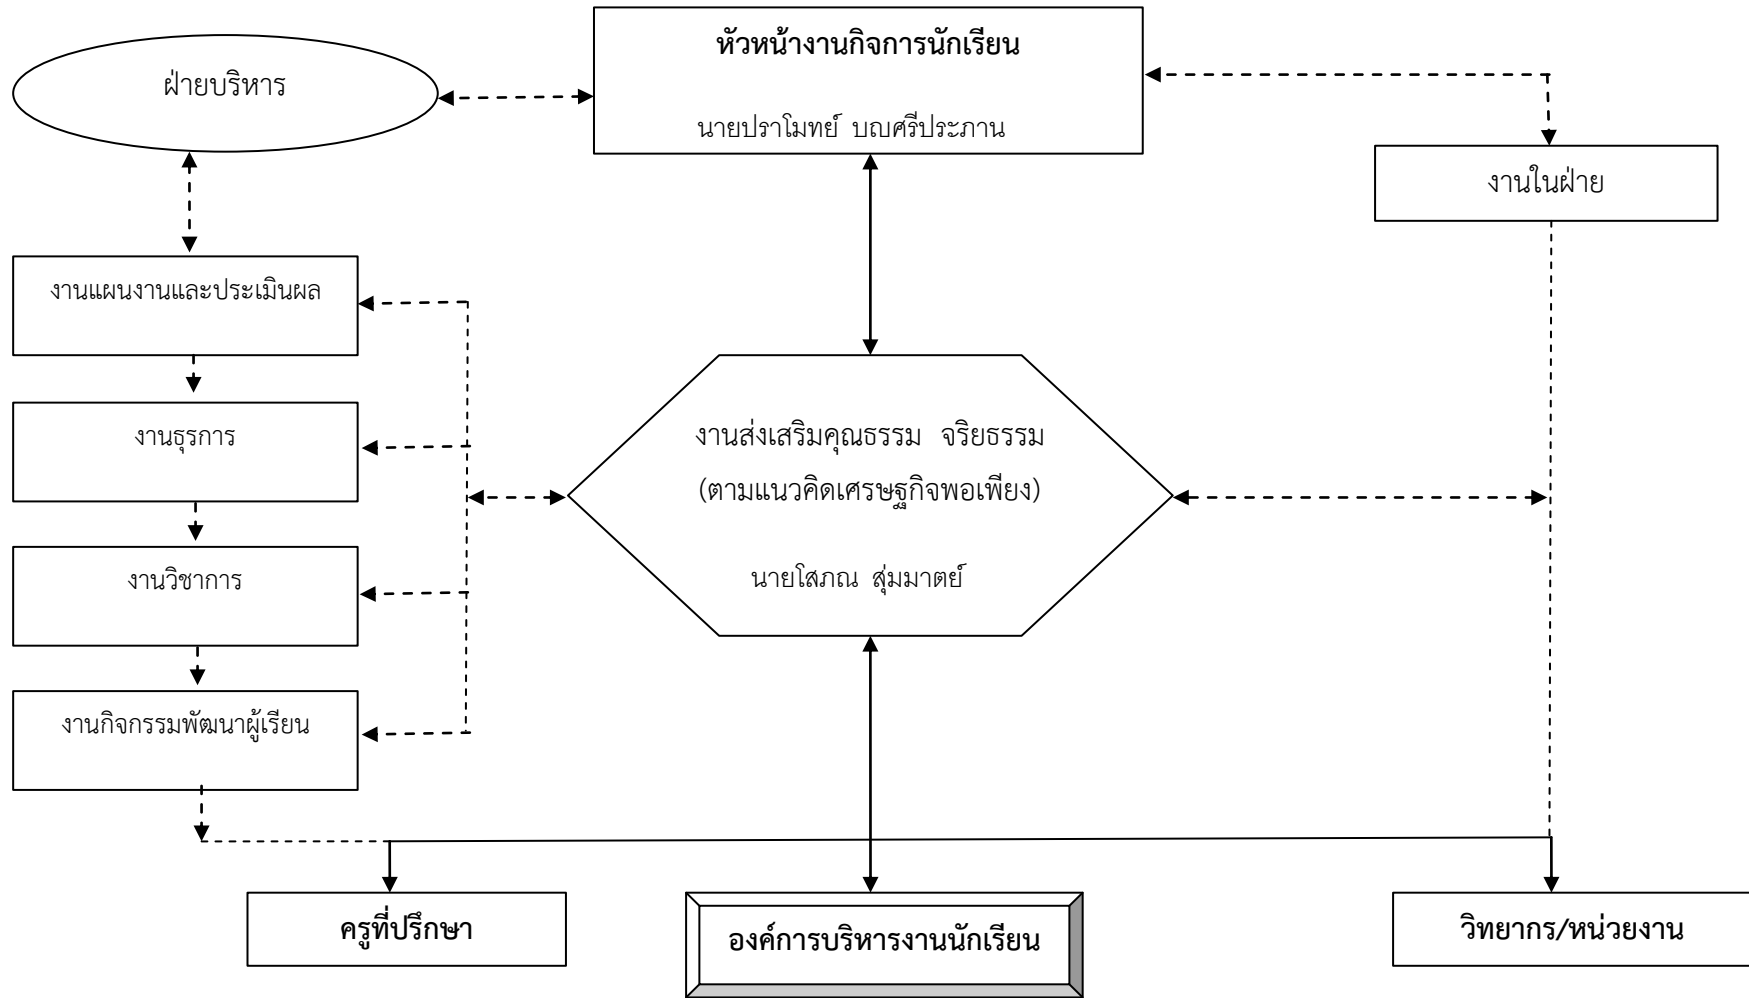 หัวหน้างานกิจการนักเรียน
นายปราโมทย์ บญศรีประภาน
ฝ่ายบริหาร
งานในฝ่าย
งานแผนงานและประเมินผล
งานธุรการ
งานวิชาการ
งานกิจกรรมพัฒนาผู้เรียน
งานส่งเสริมคุณธรรม จริยธรรม
(ตามแนวคิดเศรษฐกิจพอเพียง)
นายโสภณ สุ่มมาตย์
ครูที่ปรึกษา
องค์การบริหารงานนักเรียน
วิทยากร/หน่วยงาน